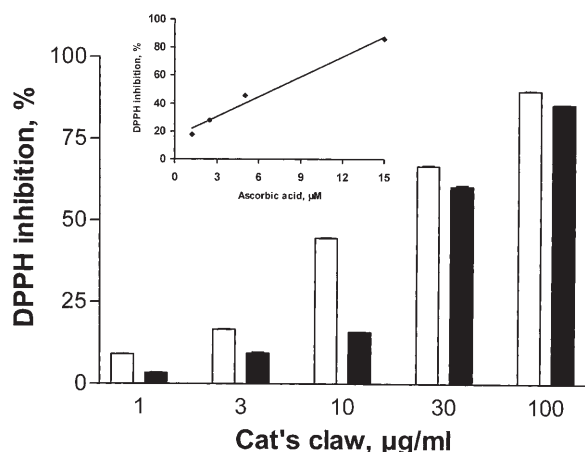 DPPH inhibition, %
100
75
50
25
0
DPPH inhibition, %
100
80
60
40
20
0
0 3 6 9 12 15
Ascorbic acid, µM
1 3 10 30 100
Cat's claw, µg/ml